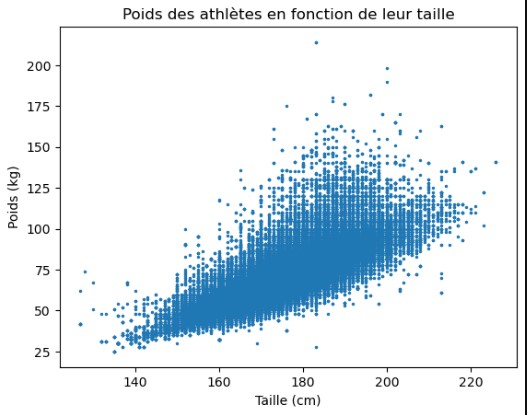 Poids des athlètes en fonction de leur taille
200
175
150
125
100
75
50
25
Poids (kg)
140 160 180 200 220
Taille (cm)